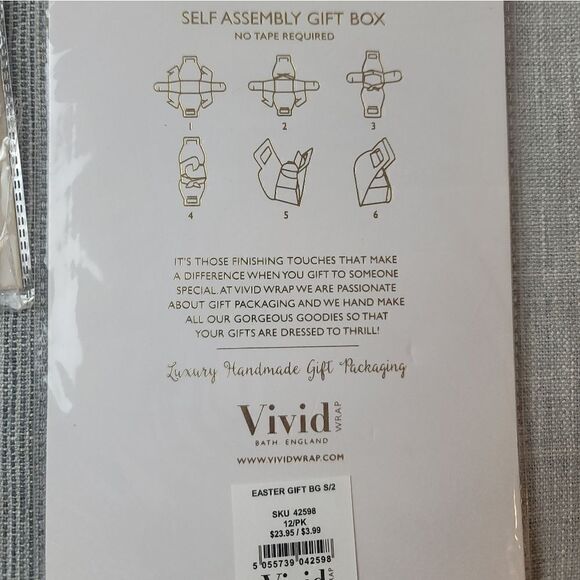 SELF ASSEMBLY GIFT BOX
NO TAPE REQUIRED
1
2
3
4
5
6
IT'S THOSE FINISHING TOUCHES THAT MAKE
A DIFFERENCE WHEN YOU GIFT TO SOMEONE
SPECIAL. AT VIVID WRAP WE ARE PASSIONATE
ABOUT GIFT PACKAGING AND WE HAND MAKE
ALL OUR GORGEOUS GOODIES SO THAT
YOUR GIFTS ARE DRESSED TO THRILL!
Luxury Handmade Gift Packaging
Vivid WRAP
BATH ENGLAND
WWW.VIVIDWRAP.COM
EASTER GIFT BG S/2
SKU 42598
12/PK
$23.95 / $3.99
5 055739 042598
Vivid WRAP